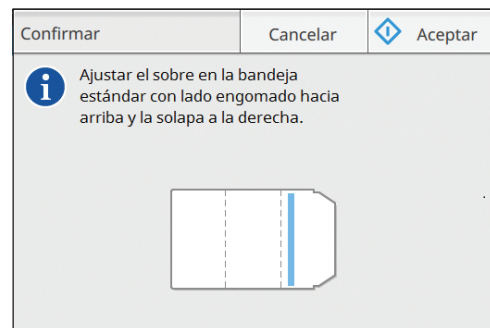 Confirmar
Cancelar
Aceptar
Ajustar el sobre en la bandeja
estándar con lado engomado hacia
arriba y la solapa a la derecha.